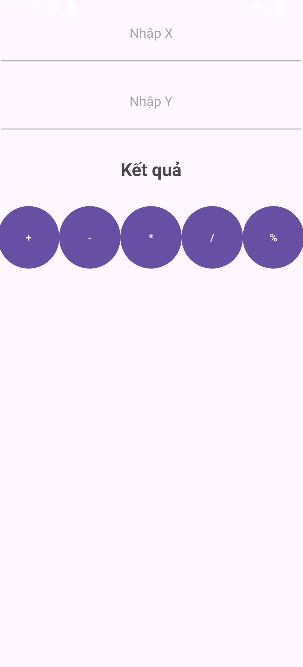 Nhập X
Nhập Y
Kết quả
+ - * / %